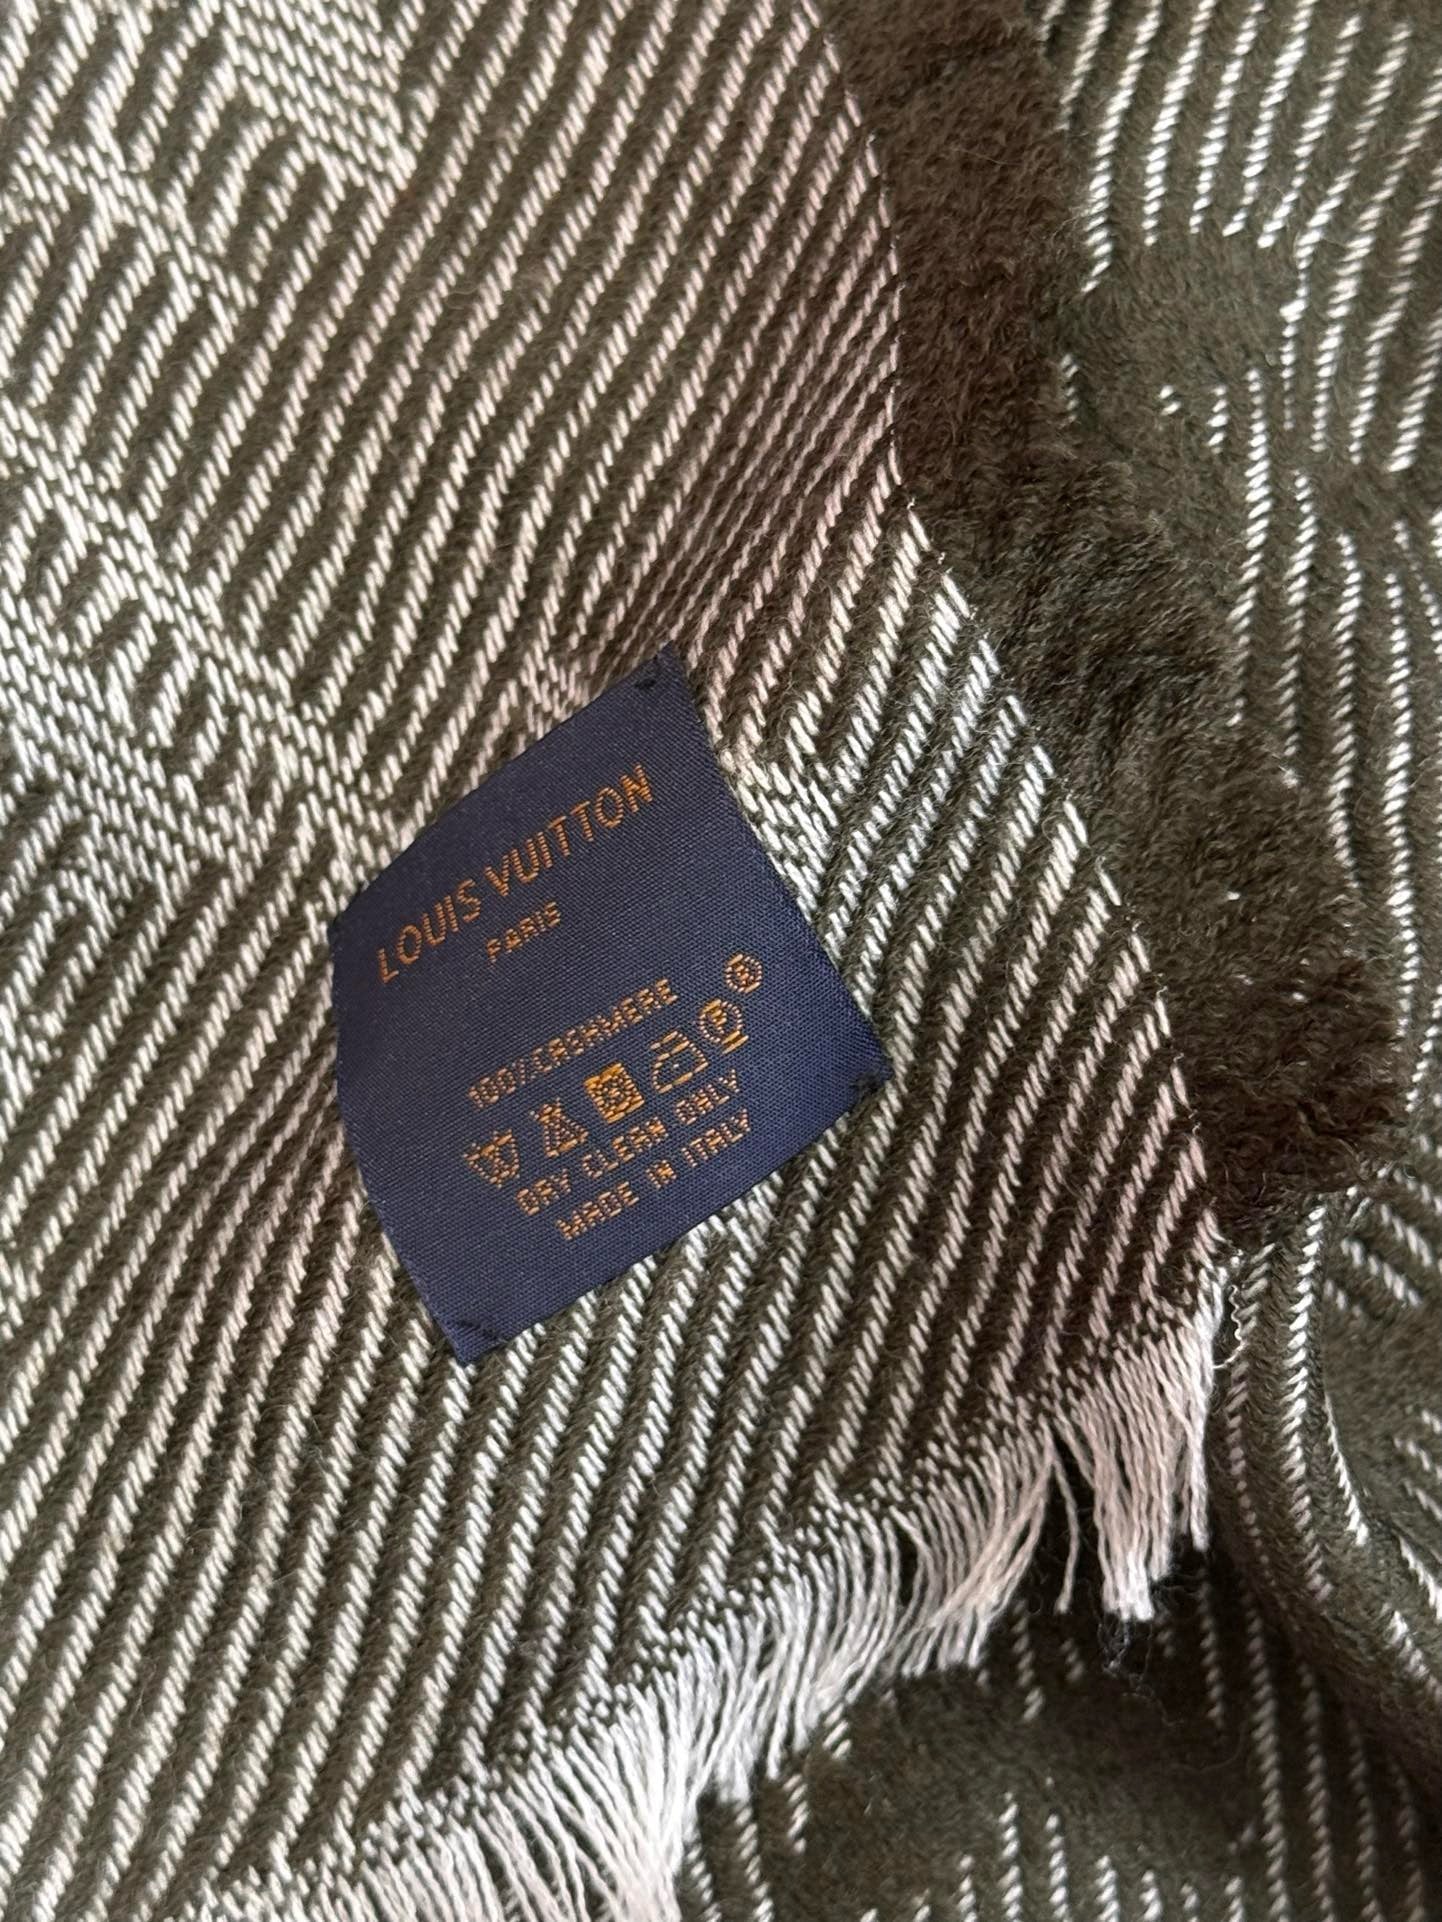 LOUIS VUITTON
PARIS
100% CASHMERE
P B
DRY CLEAN ONLY
MADE IN ITALY